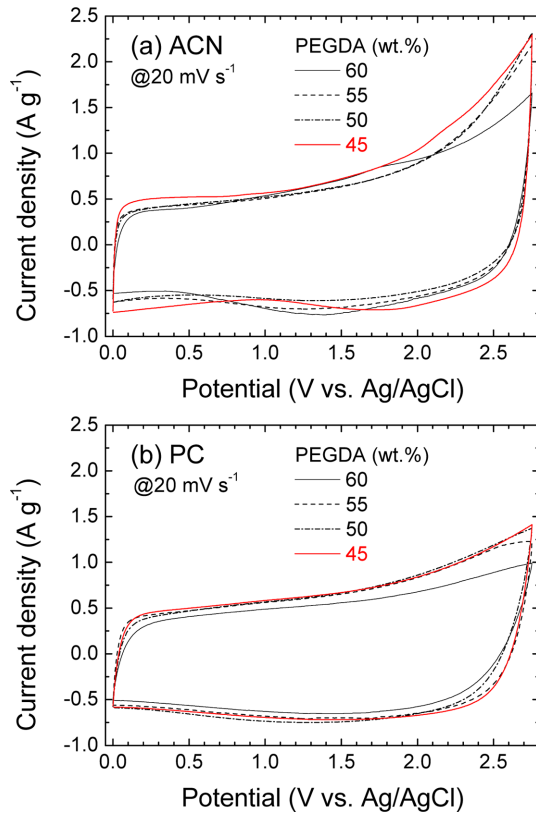 (a) ACN
@20 mV s⁻¹
PEGDA (wt.%)
60
55
50
45
2.5
2.0
1.5
1.0
0.5
0.0
-0.5
-1.0
Current density (A g⁻¹)
0.0 0.5 1.0 1.5 2.0 2.5
Potential (V vs. Ag/AgCl)
(b) PC
@20 mV s⁻¹
PEGDA (wt.%)
60
55
50
45
2.5
2.0
1.5
1.0
0.5
0.0
-0.5
-1.0
Current density (A g⁻¹)
0.0 0.5 1.0 1.5 2.0 2.5
Potential (V vs. Ag/AgCl)